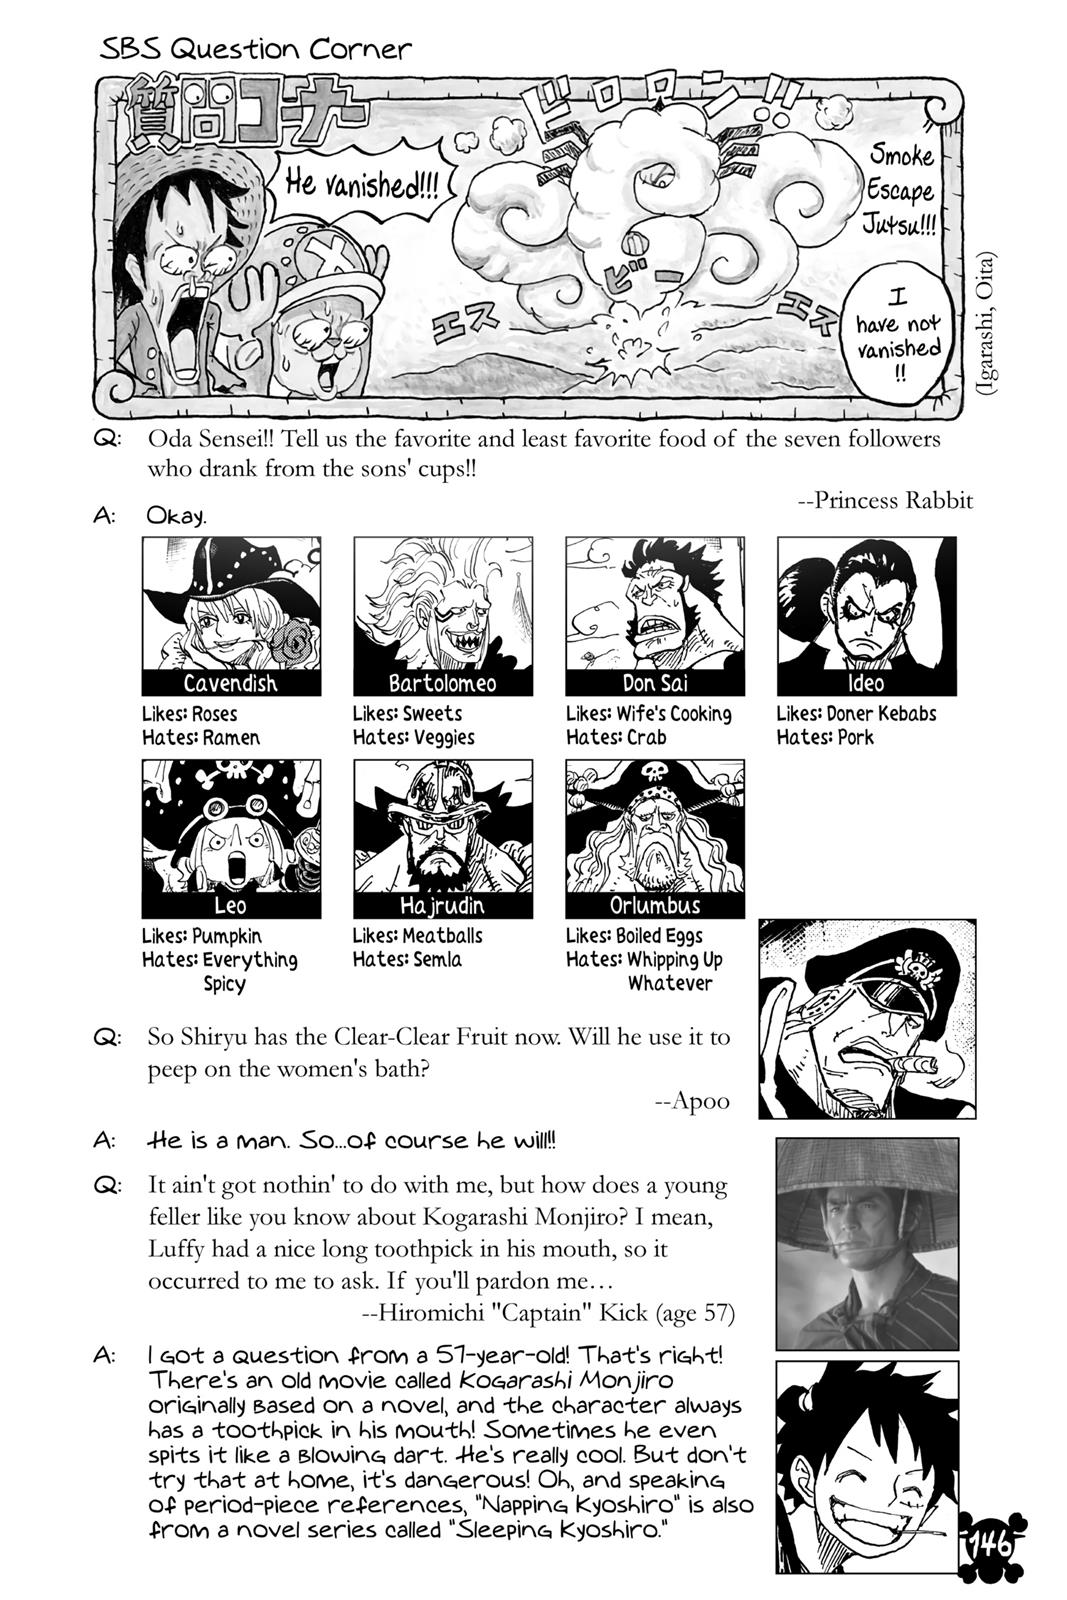 SBS Question Corner
質問コーナー
ドロロン!!
He vanished!!!
Smoke
Escape
Jutsu!!!
ビー
エス
エス
I
have not
vanished
!!
(Igarashi, Oita)
Q: Oda Sensei!! Tell us the favorite and least favorite food of the seven followers
who drank from the sons' cups!!
--Princess Rabbit
A: Okay.
Cavendish
Likes: Roses
Hates: Ramen
Bartolomeo
Likes: Sweets
Hates: Veggies
Don Sai
Likes: Wife's Cooking
Hates: Crab
Ideo
Likes: Doner Kebabs
Hates: Pork
Leo
Likes: Pumpkin
Hates: Everything
Spicy
Hajrudin
Likes: Meatballs
Hates: Semla
Orlumbus
Likes: Boiled Eggs
Hates: Whipping Up
Whatever
Q: So Shiryu has the Clear-Clear Fruit now. Will he use it to
peep on the women's bath?
--Apoo
A: He is a man. So...of course he will!!
Q: It ain't got nothin' to do with me, but how does a young
feller like you know about Kogarashi Monjiro? I mean,
Luffy had a nice long toothpick in his mouth, so it
occurred to me to ask. If you'll pardon me…
--Hiromichi "Captain" Kick (age 57)
A: I got a question from a 57-year-old! That's right!
There's an old movie called Kogarashi Monjiro
originally based on a novel, and the character always
has a toothpick in his mouth! Sometimes he even
spits it like a blowing dart. He's really cool. But don't
try that at home, it's dangerous! Oh, and speaking
of period-piece references, "Napping Kyoshiro" is also
from a novel series called "Sleeping Kyoshiro."
146